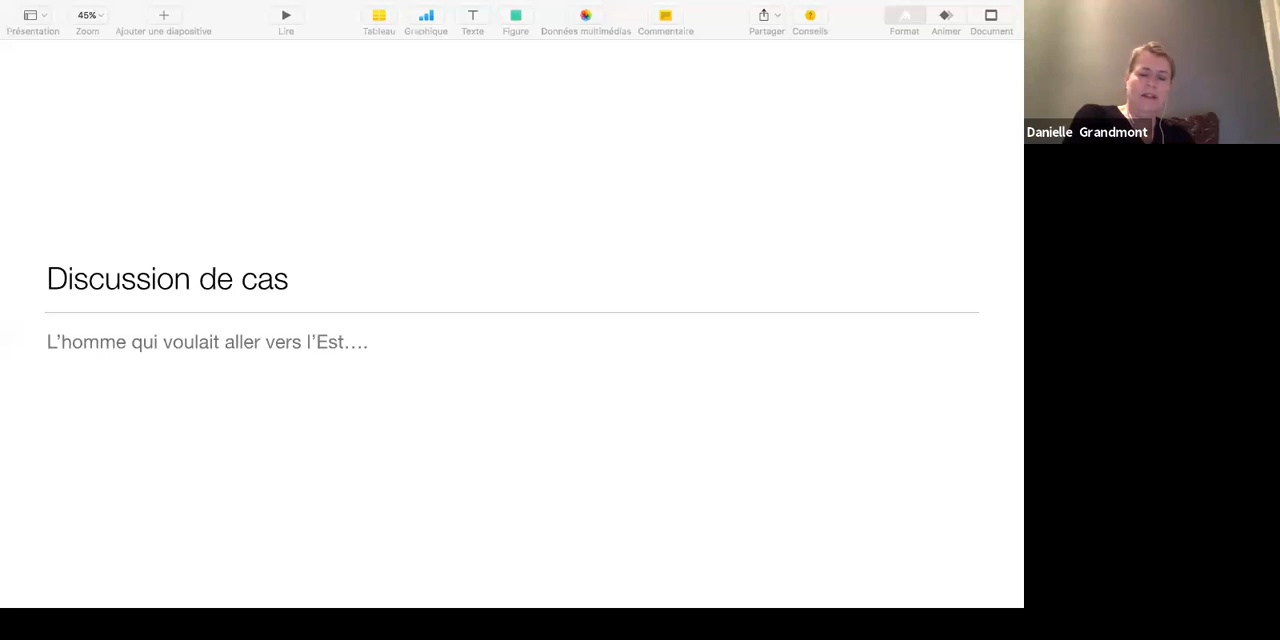 45%
Présentation Zoom Ajouter une diapositive Lire Tableau Graphique Texte Figure Données multimédias Commentaire Partager Conseils Format Animer Document
Danielle Grandmont
Discussion de cas
L’homme qui voulait aller vers l’Est….